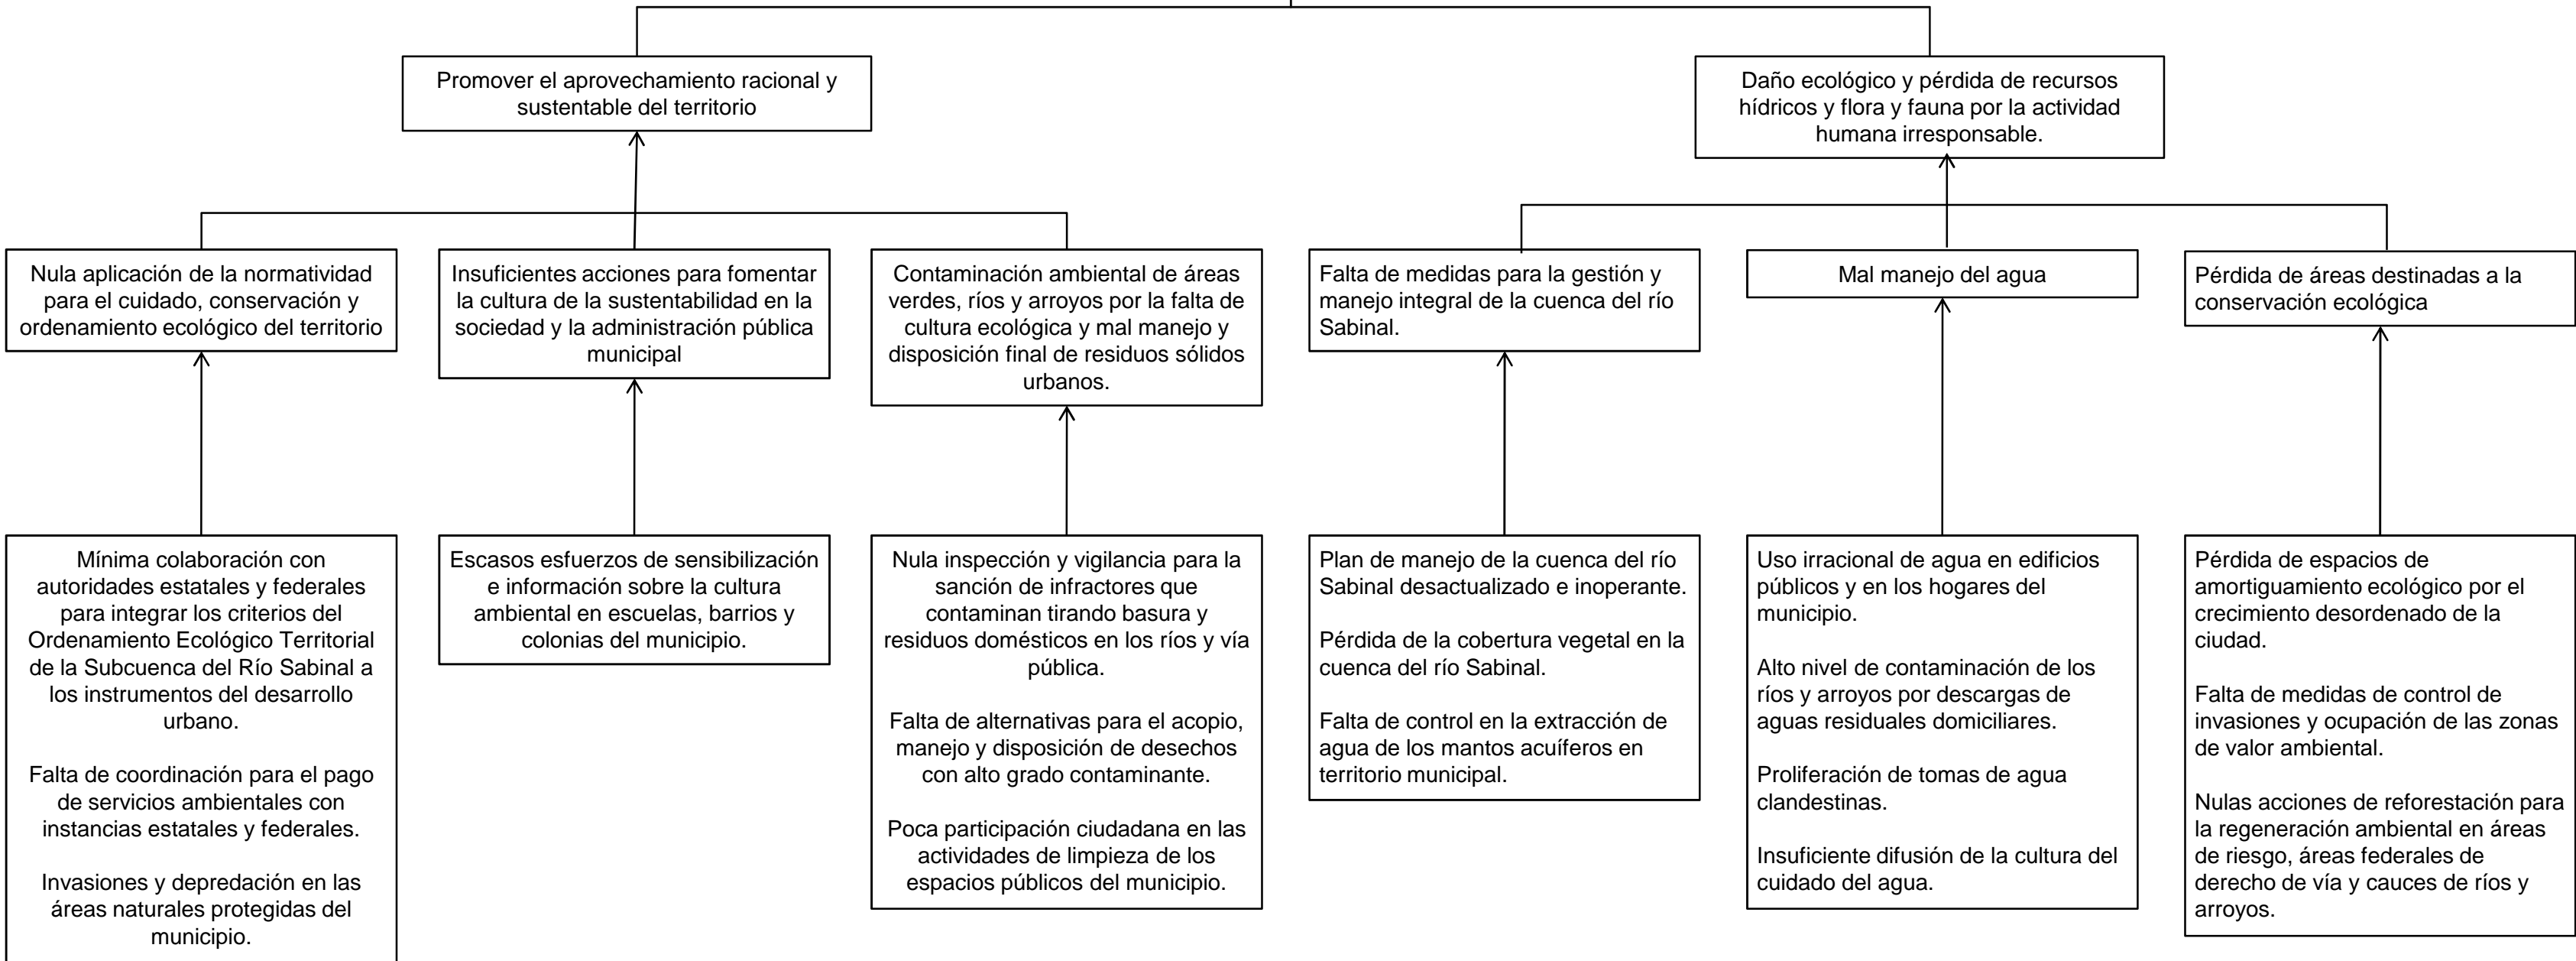 Promover el aprovechamiento racional y
sustentable del territorio
Daño ecológico y pérdida de recursos
hídricos y flora y fauna por la actividad
humana irresponsable.
Nula aplicación de la normatividad
para el cuidado, conservación y
ordenamiento ecológico del territorio
Insuficientes acciones para fomentar
la cultura de la sustentabilidad en la
sociedad y la administración pública
municipal
Contaminación ambiental de áreas
verdes, ríos y arroyos por la falta de
cultura ecológica y mal manejo y
disposición final de residuos sólidos
urbanos.
Falta de medidas para la gestión y
manejo integral de la cuenca del río
Sabinal.
Mal manejo del agua
Pérdida de áreas destinadas a la
conservación ecológica
Mínima colaboración con
autoridades estatales y federales
para integrar los criterios del
Ordenamiento Ecológico Territorial
de la Subcuenca del Río Sabinal a
los instrumentos del desarrollo
urbano.
Falta de coordinación para el pago
de servicios ambientales con
instancias estatales y federales.
Invasiones y depredación en las
áreas naturales protegidas del
municipio.
Escasos esfuerzos de sensibilización
e información sobre la cultura
ambiental en escuelas, barrios y
colonias del municipio.
Nula inspección y vigilancia para la
sanción de infractores que
contaminan tirando basura y
residuos domésticos en los ríos y vía
pública.
Falta de alternativas para el acopio,
manejo y disposición de desechos
con alto grado contaminante.
Poca participación ciudadana en las
actividades de limpieza de los
espacios públicos del municipio.
Plan de manejo de la cuenca del río
Sabinal desactualizado e inoperante.
Pérdida de la cobertura vegetal en la
cuenca del río Sabinal.
Falta de control en la extracción de
agua de los mantos acuíferos en
territorio municipal.
Uso irracional de agua en edificios
públicos y en los hogares del
municipio.
Alto nivel de contaminación de los
ríos y arroyos por descargas de
aguas residuales domiciliares.
Proliferación de tomas de agua
clandestinas.
Insuficiente difusión de la cultura del
cuidado del agua.
Pérdida de espacios de
amortiguamiento ecológico por el
crecimiento desordenado de la
ciudad.
Falta de medidas de control de
invasiones y ocupación de las zonas
de valor ambiental.
Nulas acciones de reforestación para
la regeneración ambiental en áreas
de riesgo, áreas federales de
derecho de vía y cauces de ríos y
arroyos.